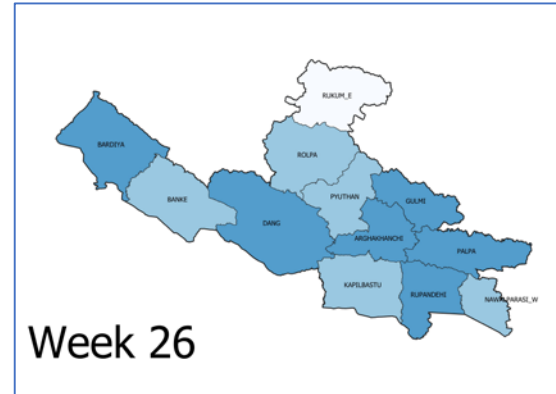 RUKUM_E
ROLPA
BARDIYA
PYUTHAN
BANKE
GULMI
DANG
ARGHAKHANCHI
PALPA
KAPILBASTU
RUPANDEHI
NAWALPARASI_W
Week 26